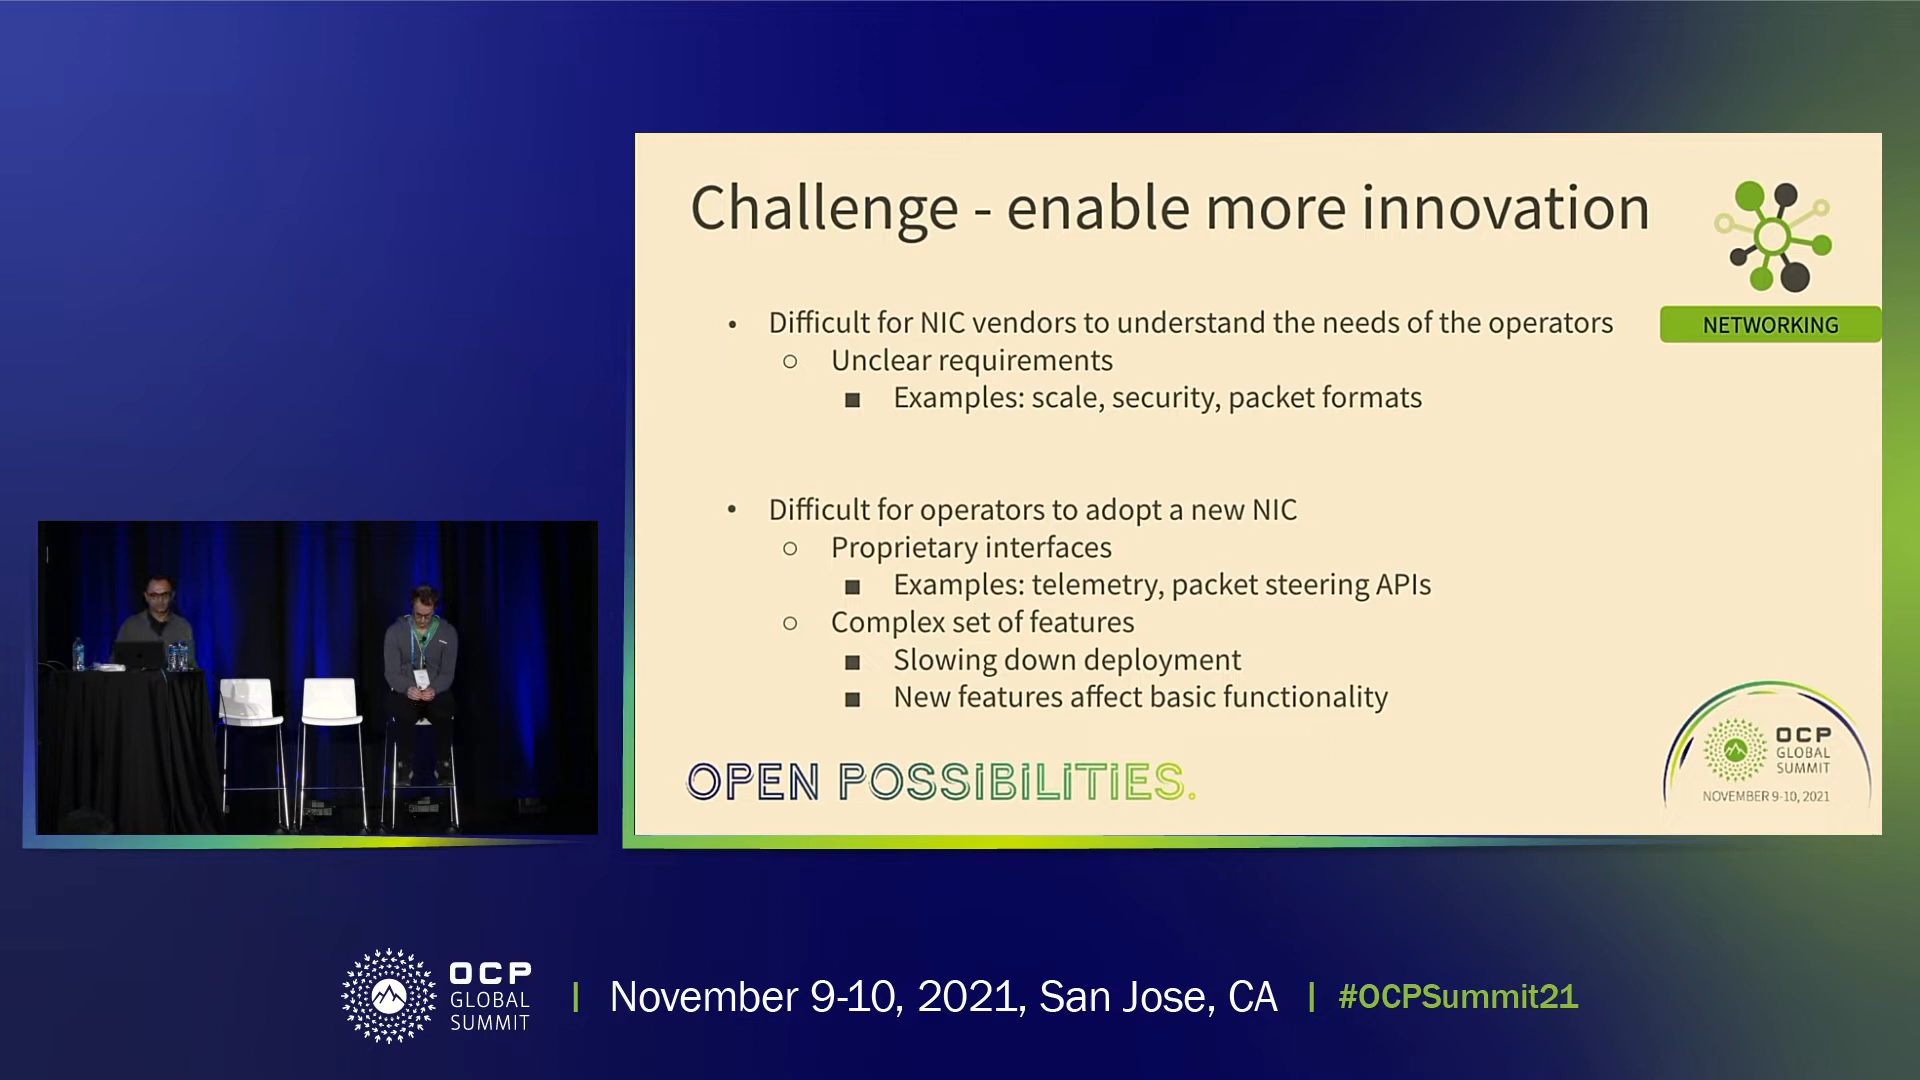 Challenge - enable more innovation
• Difficult for NIC vendors to understand the needs of the operators
○ Unclear requirements
■ Examples: scale, security, packet formats
• Difficult for operators to adopt a new NIC
○ Proprietary interfaces
■ Examples: telemetry, packet steering APIs
○ Complex set of features
■ Slowing down deployment
■ New features affect basic functionality
NETWORKING
OPEN POSSIBILITIES.
OCP
GLOBAL
SUMMIT
NOVEMBER 9-10, 2021
OCP
GLOBAL
SUMMIT
| November 9-10, 2021, San Jose, CA | #OCPSummit21